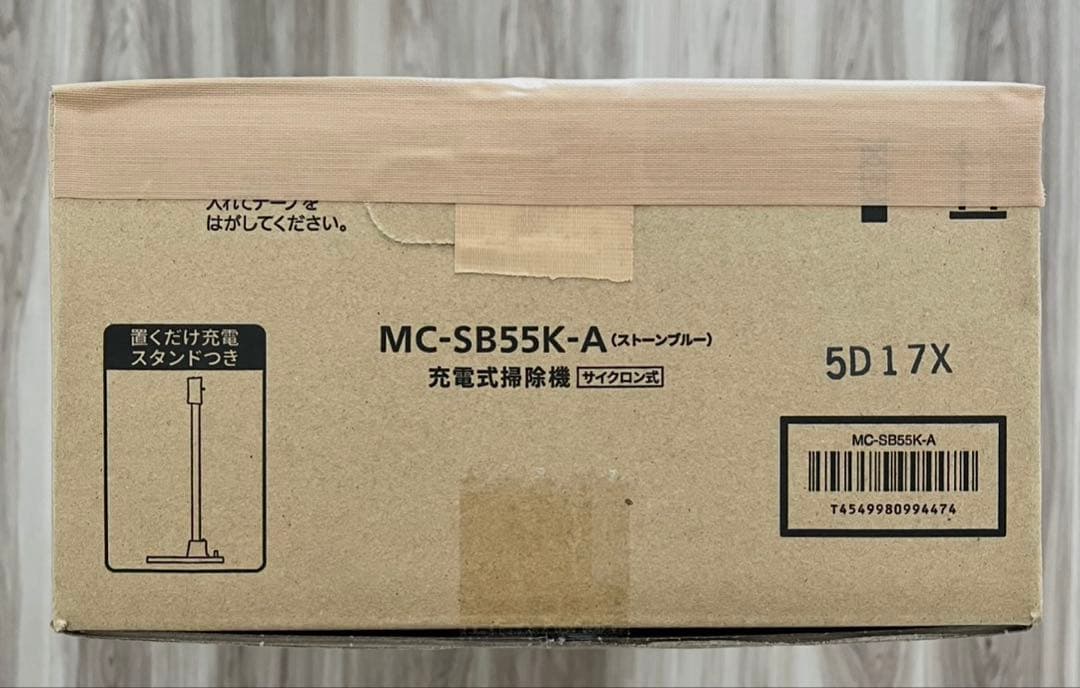 入れてテープを
はがしてください。
置くだけ充電
スタンドつき
MC-SB55K-A（ストーンブルー）
充電式掃除機 サイクロン式
5D17X
MC-SB55K-A
T4549980994474